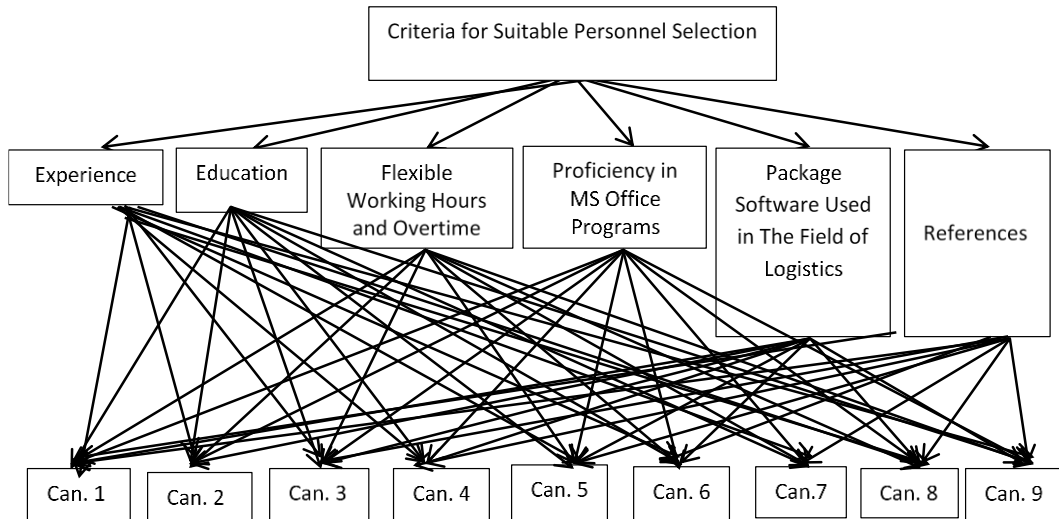 Criteria for Suitable Personnel Selection
Experience
Education
Flexible
Working Hours
and Overtime
Proficiency in
MS Office
Programs
Package
Software Used
in The Field of
Logistics
References
Can. 1
Can. 2
Can. 3
Can. 4
Can. 5
Can. 6
Can.7
Can. 8
Can. 9